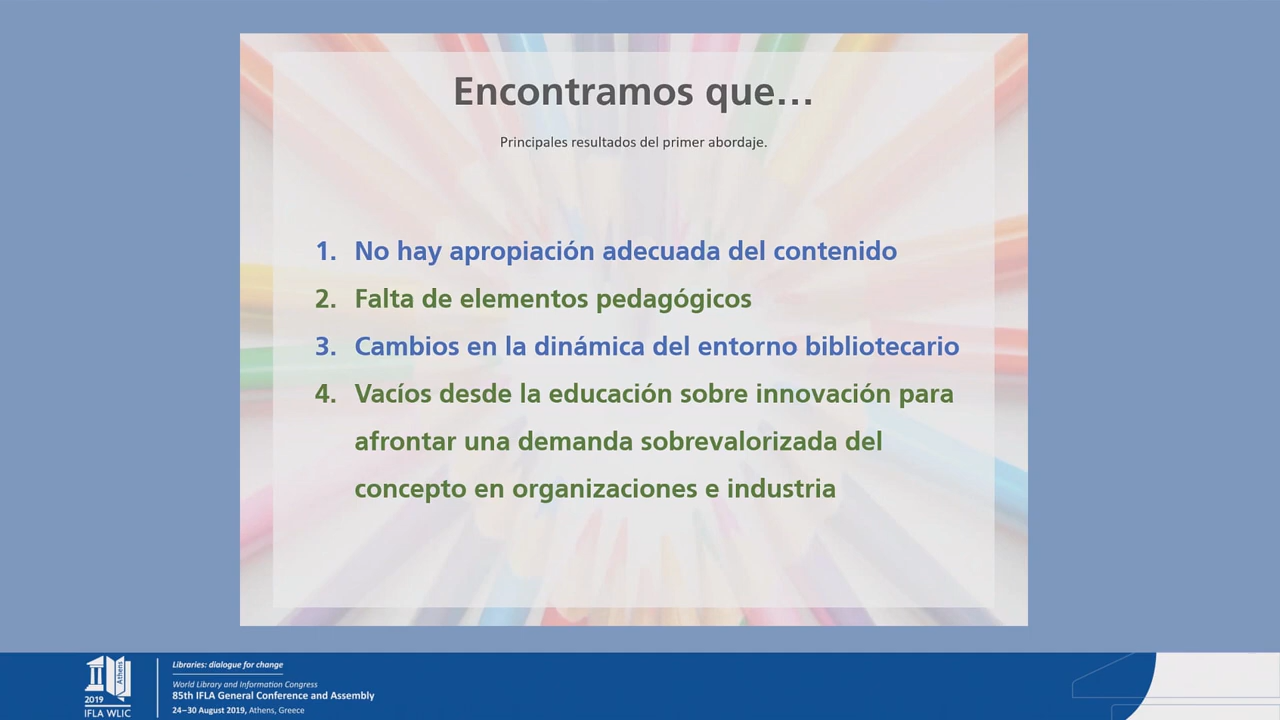 Encontramos que...
Principales resultados del primer abordaje.
1. No hay apropiación adecuada del contenido
2. Falta de elementos pedagógicos
3. Cambios en la dinámica del entorno bibliotecario
4. Vacíos desde la educación sobre innovación para
afrontar una demanda sobrevalorizada del
concepto en organizaciones e industria
Athens
2019
IFLA WLIC
Libraries: dialogue for change
World Library and Information Congress
85th IFLA General Conference and Assembly
24–30 August 2019, Athens, Greece